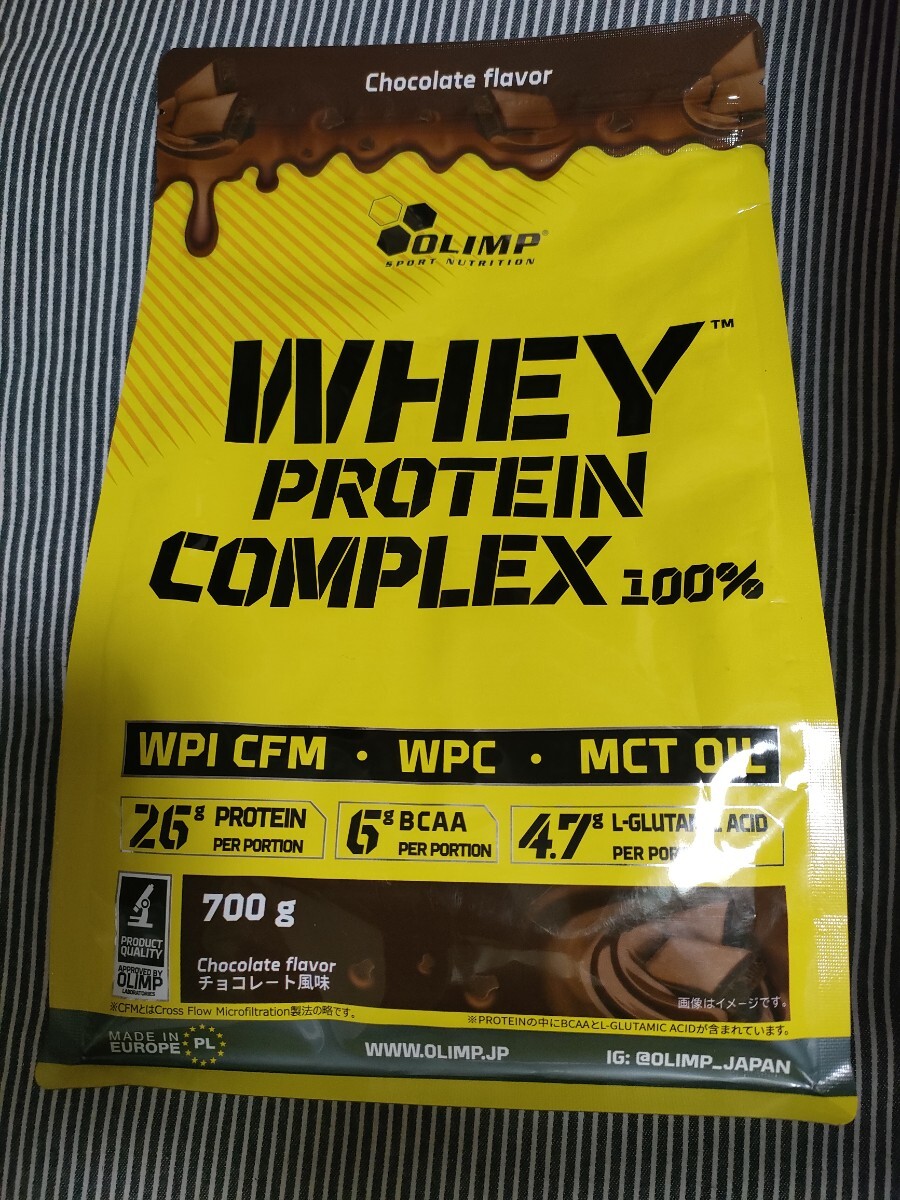 Chocolate flavor
OLIMP®
SPORT NUTRITION
WHEY™
PROTEIN
COMPLEX 100%
WPI CFM • WPC • MCT OIL
26g PROTEIN
PER PORTION
6g BCAA
PER PORTION
4.7g L-GLUTAMIC ACID
PER
PRODUCT
QUALITY
APPROVED BY
OLIMP
LABORATORIES
700 g
Chocolate flavor
チョコレート風味
画像はイメージです。
※CFMとはCross Flow Microfiltration製法の略です。
※PROTEINの中にBCAAとL-GLUTAMIC ACIDが含まれています。
MADE IN
EUROPE PL
WWW.OLIMP.JP
IG: @OLIMP_JAPAN